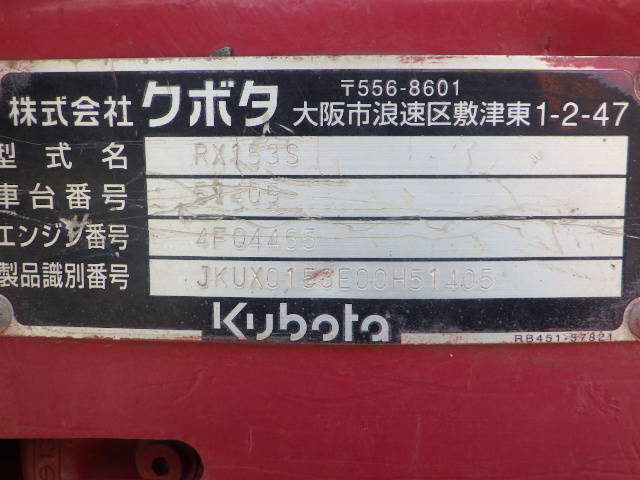 〒556-8601
株式会社クボタ 大阪市浪速区敷津東1-2-47
型式名 RX153S
車台番号 51405
エンジン番号 4F04465
製品識別番号 JKUX0153E00H51405
Kubota
RB451-57821